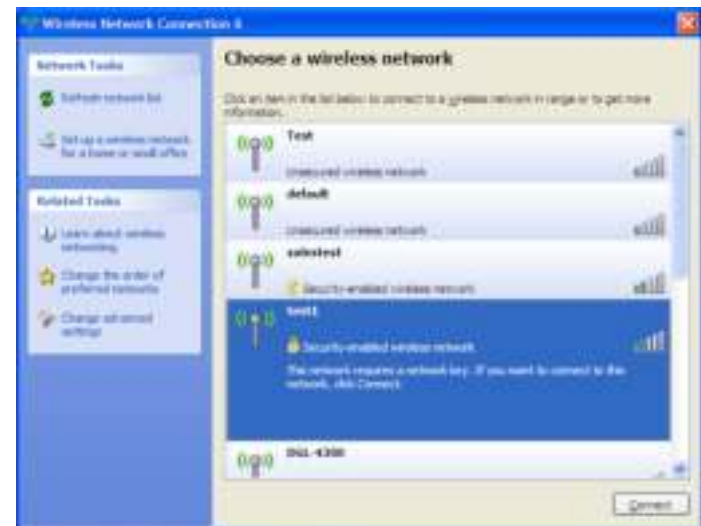 Wireless Network Connection 6
Network Tasks
Refresh network list
Set up a wireless network
for a home or small office
Related Tasks
Learn about wireless
networking
Change the order of
preferred networks
Change advanced
settings
Choose a wireless network
Click an item in the list below to connect to a wireless network in range or to get more
information.
Test
Unsecured wireless network
default
Unsecured wireless network
Security-enabled wireless network
test1
Security-enabled wireless network
This network requires a network key. If you want to connect to this
network, click Connect.
DGL-4300
Connect